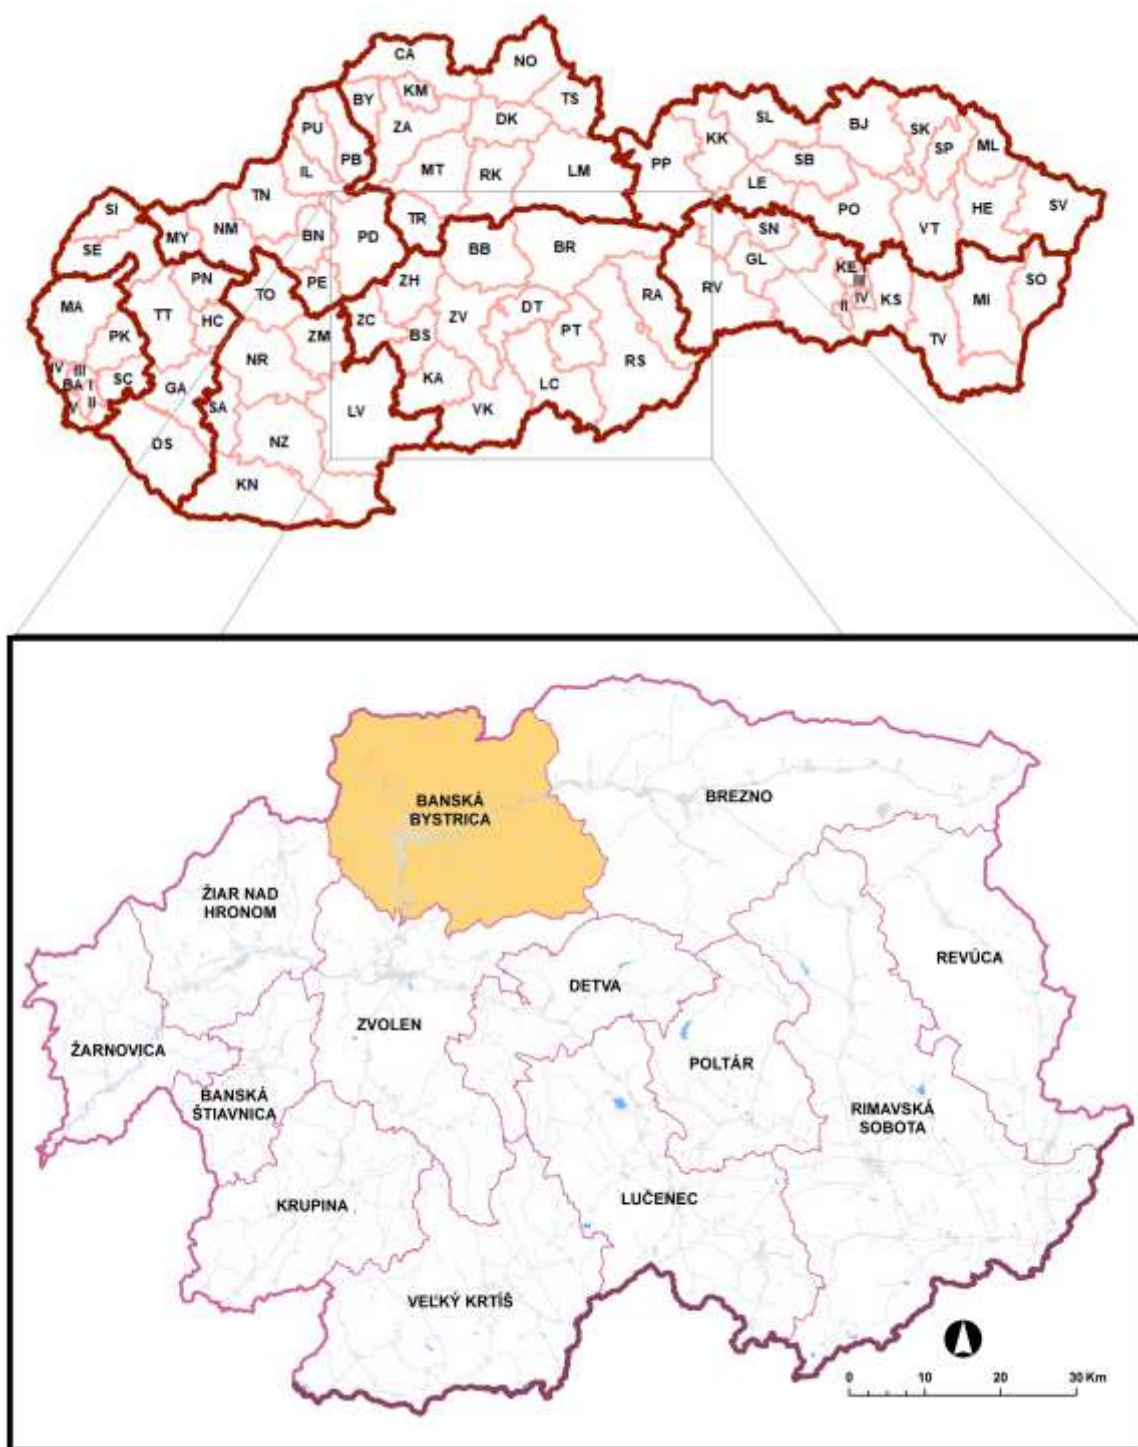 CA
NO
BY
KM
TS
PU
ZA
DK
PB
IL
MT
RK
LM
TN
SI
SE
MY
NM
BN
PD
TR
PP
KK
SL
BJ
SK
SP
ML
SB
LE
PO
VT
HE
SV
SN
GL
RV
KE I
III
IV
II
KS
MI
SO
TV
PN
TO
PE
BB
BR
ZH
MA
TT
HC
ZC
BS
ZV
DT
RA
PK
ZM
PT
RS
NR
IV
III
BA
I
V
II
SC
GA
SA
KA
LC
LV
VK
DS
NZ
KN
BANSKÁ
BYSTRICA
BREZNO
ŽIAR NAD
HRONOM
REVÚCA
DETVA
ZVOLEN
ŽARNOVICA
POLTÁR
BANSKÁ
ŠTIAVNICA
RIMAVSKÁ
SOBOTA
KRUPINA
LUČENEC
VEĽKÝ KRTÍŠ
0 10 20 30 Km